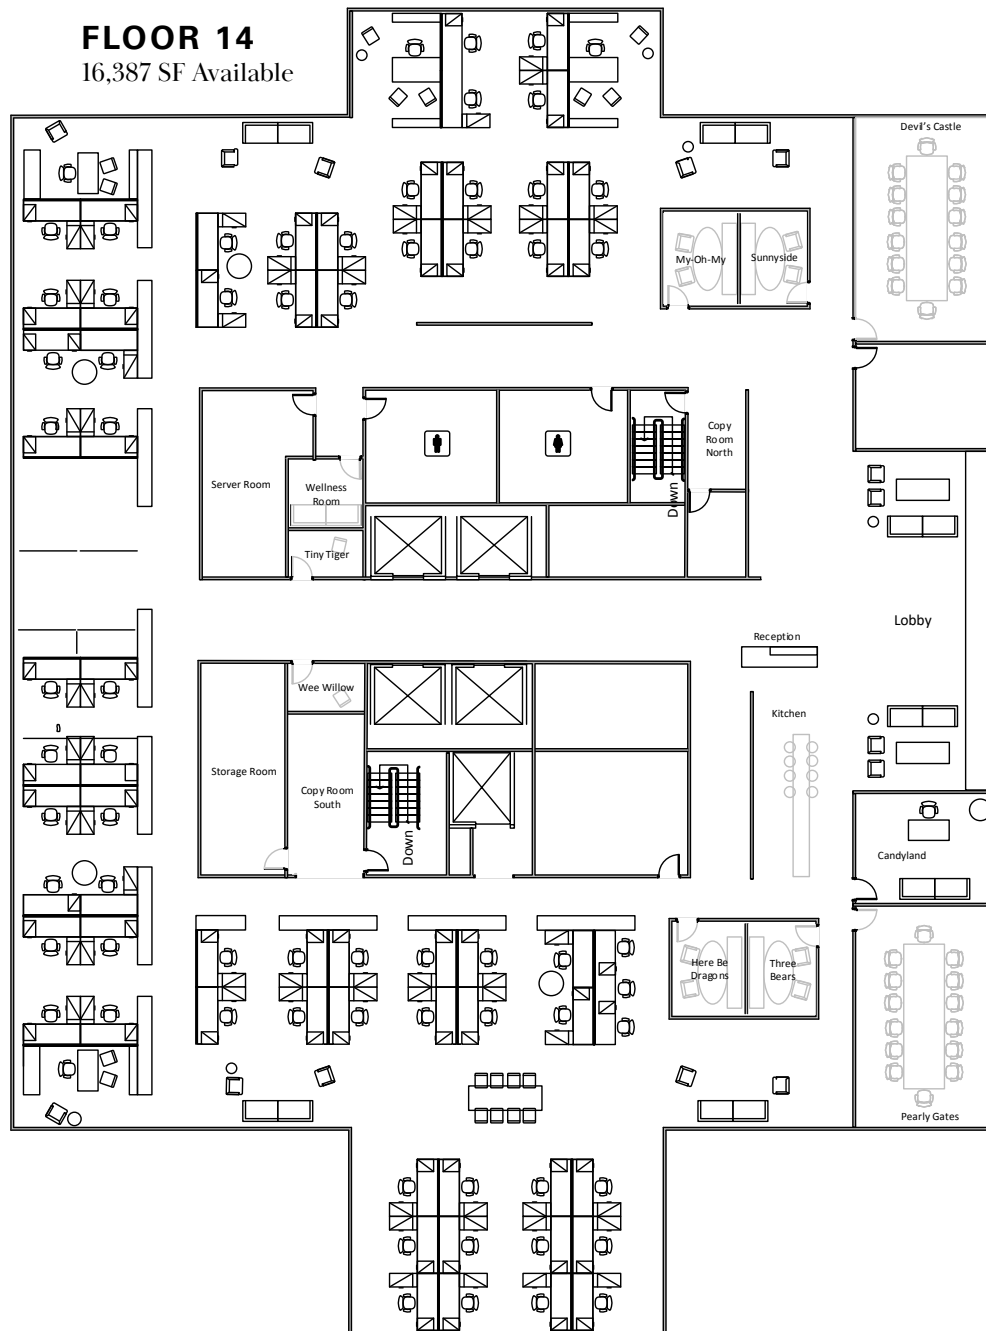 FLOOR 14
16,387 SF Available
Devil's Castle
My-Oh-My
Sunnyside
Copy
Room
North
Server Room
Wellness
Room
Down
Tiny Tiger
Lobby
Reception
Wee Willow
Kitchen
Storage Room
Copy Room
South
Down
Candyland
Here Be
Dragons
Three
Bears
Pearly Gates